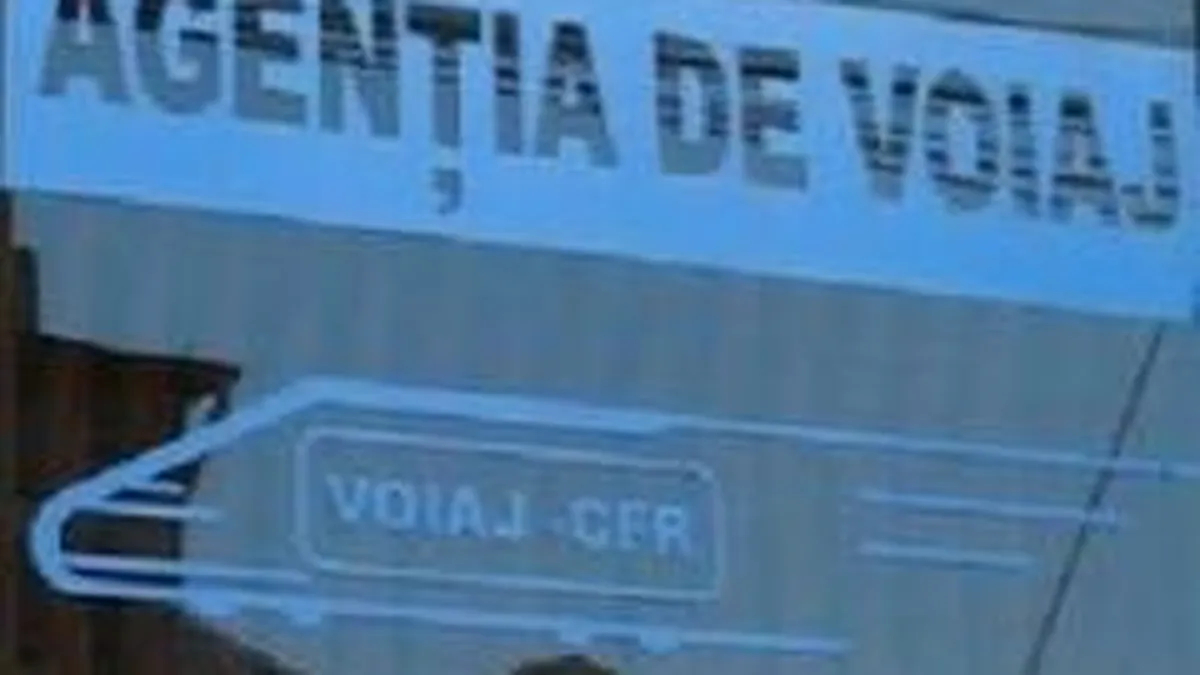 AGENȚIA DE VOIAJ
VOIAJ -CFR